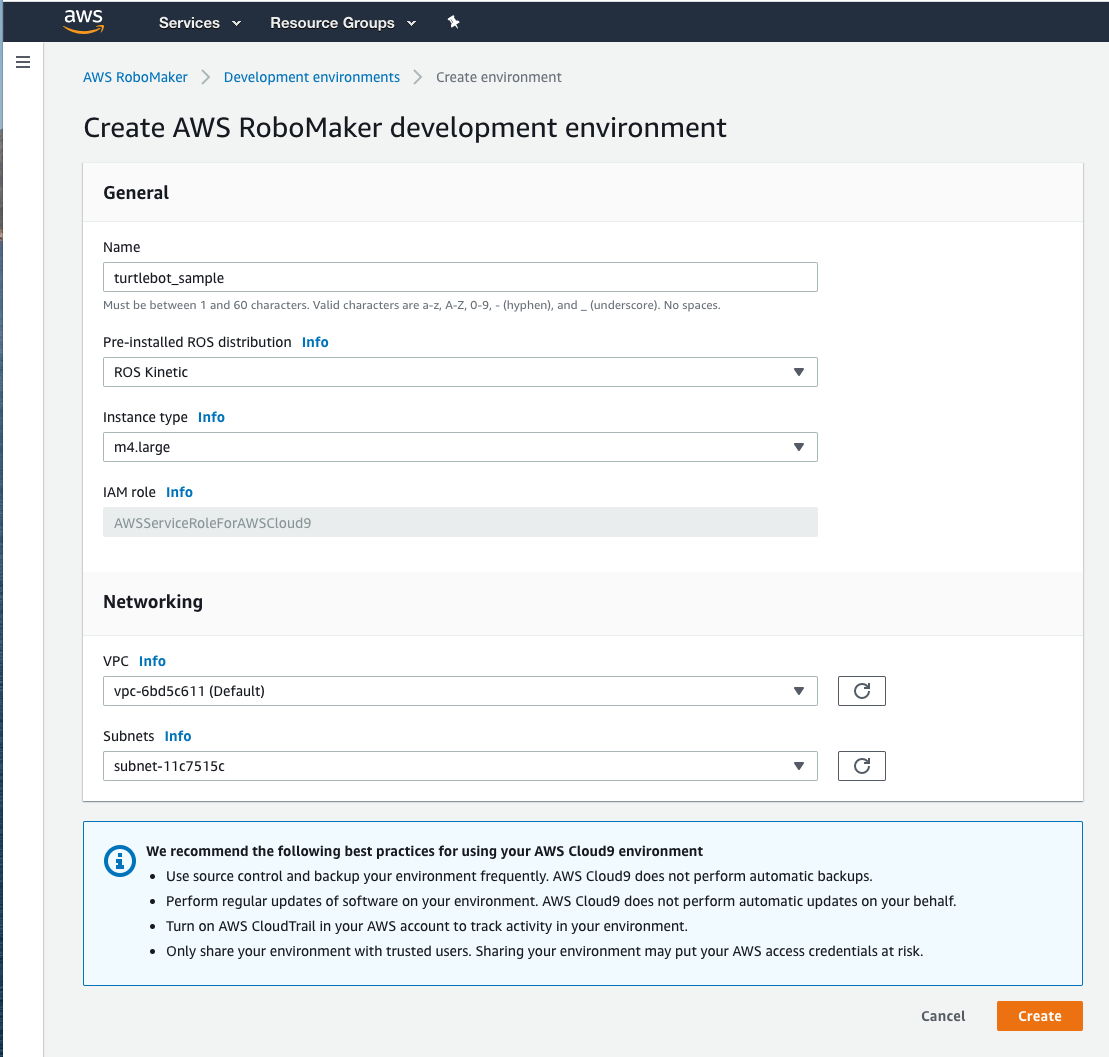 aws Services Resource Groups
AWS RoboMaker Development environments Create environment
Create AWS RoboMaker development environment
General
Name
turtlebot_sample
Must be between 1 and 60 characters. Valid characters are a-z, A-Z, 0-9, - (hyphen), and _ (underscore). No spaces.
Pre-installed ROS distribution Info
ROS Kinetic
Instance type Info
m4.large
IAM role Info
AWSServiceRoleForAWSCloud9
Networking
VPC Info
vpc-6bd5c611 (Default)
Subnets Info
subnet-11c7515c
We recommend the following best practices for using your AWS Cloud9 environment
• Use source control and backup your environment frequently. AWS Cloud9 does not perform automatic backups.
• Perform regular updates of software on your environment. AWS Cloud9 does not perform automatic updates on your behalf.
• Turn on AWS CloudTrail in your AWS account to track activity in your environment.
• Only share your environment with trusted users. Sharing your environment may put your AWS access credentials at risk.
Cancel Create